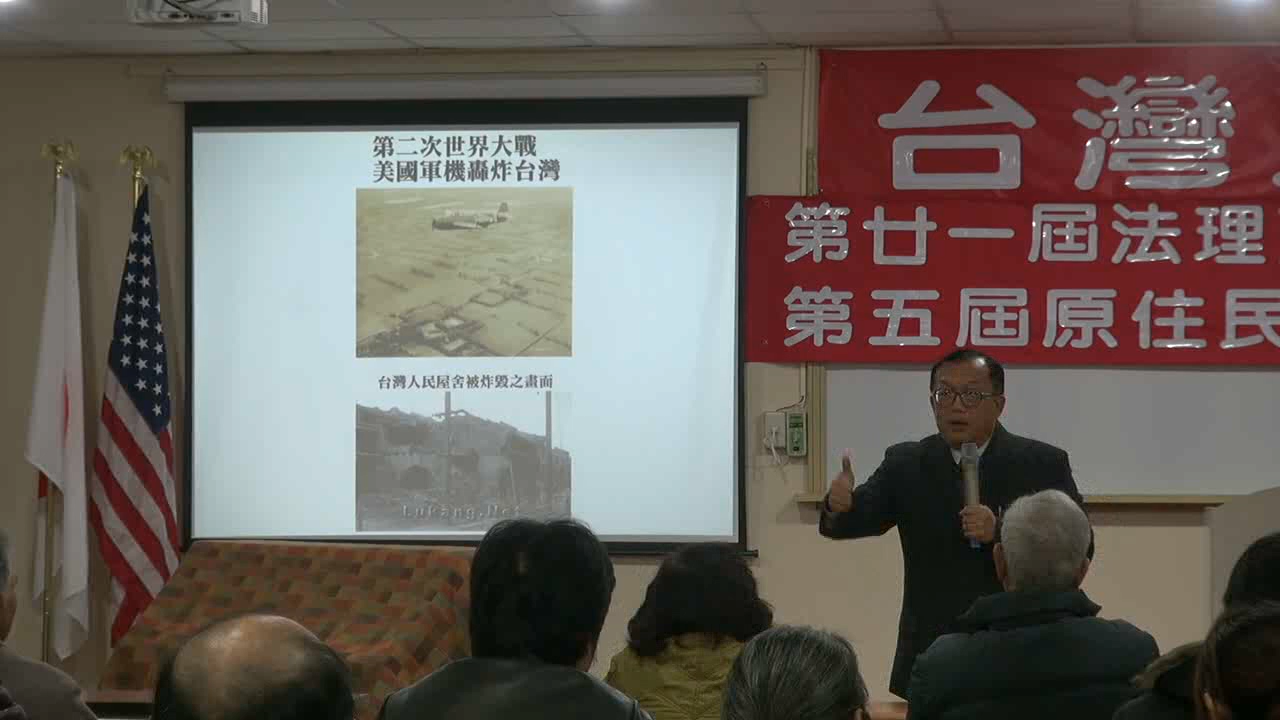 第二次世界大戰
美國軍機轟炸台灣
台灣人民屋舍被炸毀之畫面
LuKang.Net
台灣
第廿一屆法理
第五屆原住民